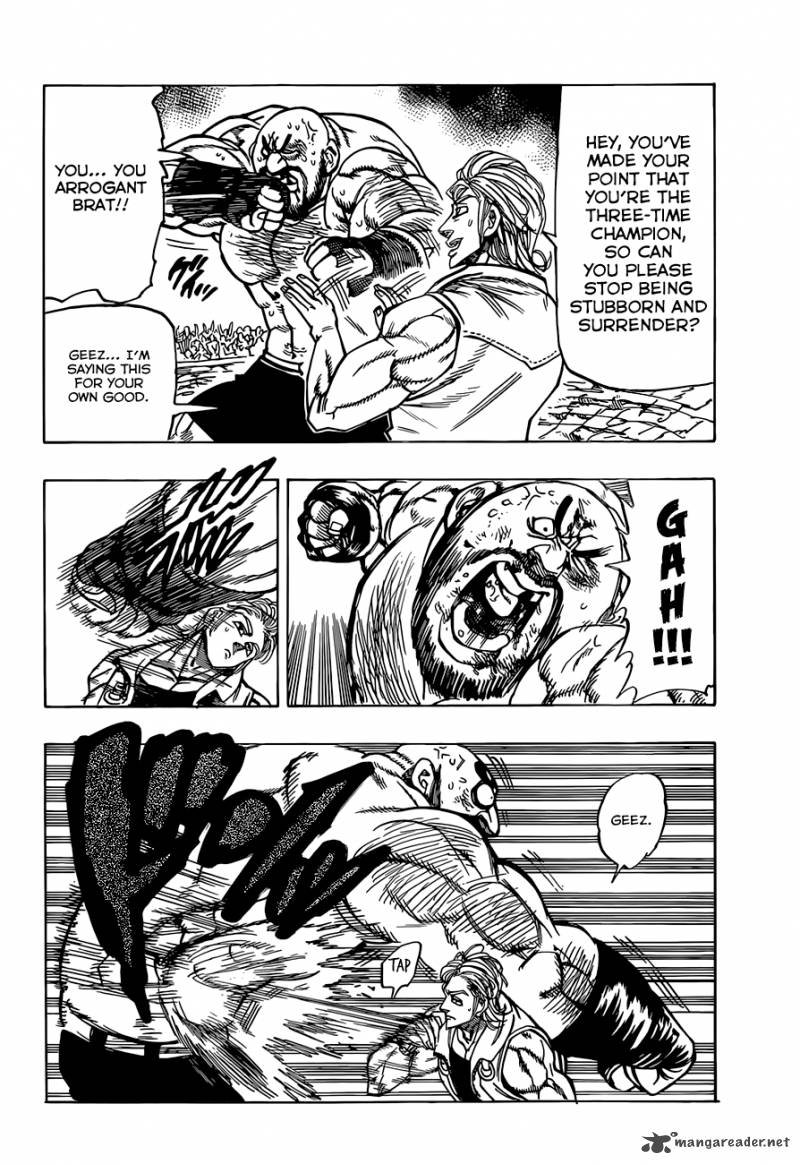 HEY, YOU'VE
MADE YOUR
POINT THAT
YOU'RE THE
THREE-TIME
CHAMPION,
SO CAN
YOU PLEASE
STOP BEING
STUBBORN AND
SURRENDER?
YOU... YOU
ARROGANT
BRAT!!
GEEZ... I'M
SAYING THIS
FOR YOUR
OWN GOOD.
GAH!!!
GEEZ.
TAP
mangareader.net